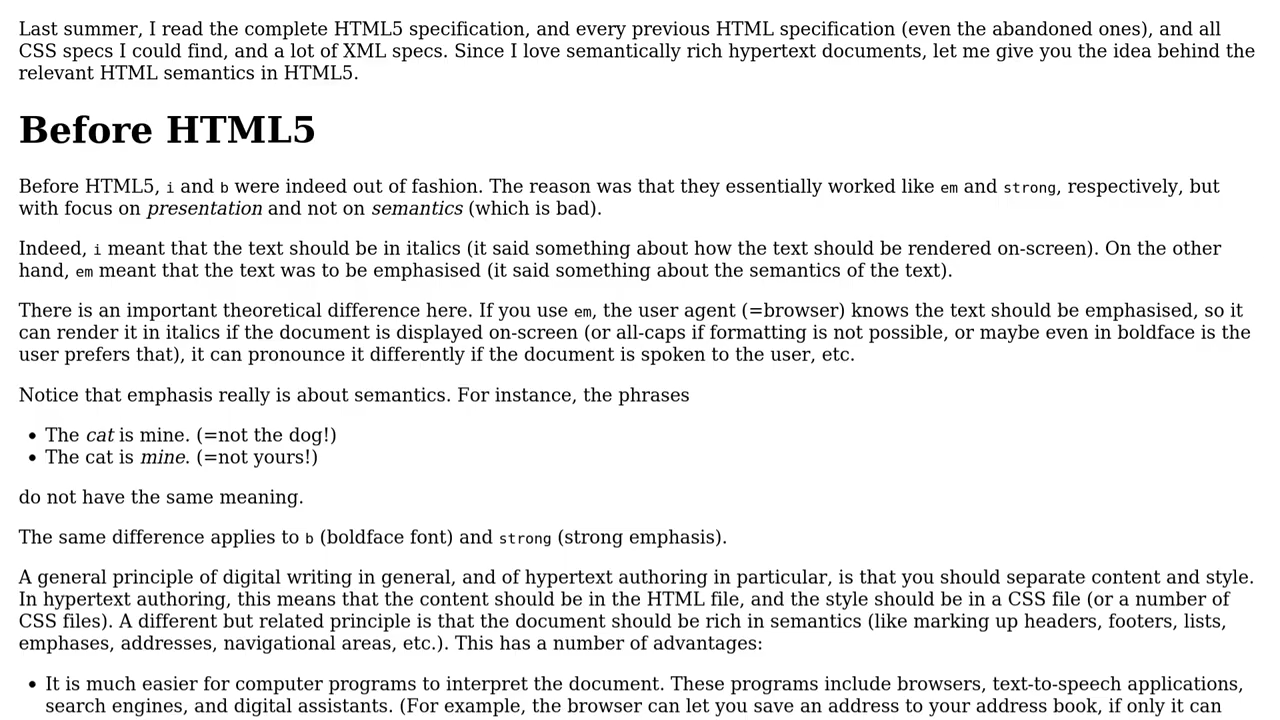 Last summer, I read the complete HTML5 specification, and every previous HTML specification (even the abandoned ones), and all
CSS specs I could find, and a lot of XML specs. Since I love semantically rich hypertext documents, let me give you the idea behind the
relevant HTML semantics in HTML5.
Before HTML5
Before HTML5, i and b were indeed out of fashion. The reason was that they essentially worked like em and strong, respectively, but
with focus on presentation and not on semantics (which is bad).
Indeed, i meant that the text should be in italics (it said something about how the text should be rendered on-screen). On the other
hand, em meant that the text was to be emphasised (it said something about the semantics of the text).
There is an important theoretical difference here. If you use em, the user agent (=browser) knows the text should be emphasised, so it
can render it in italics if the document is displayed on-screen (or all-caps if formatting is not possible, or maybe even in boldface is the
user prefers that), it can pronounce it differently if the document is spoken to the user, etc.
Notice that emphasis really is about semantics. For instance, the phrases
• The cat is mine. (=not the dog!)
• The cat is mine. (=not yours!)
do not have the same meaning.
The same difference applies to b (boldface font) and strong (strong emphasis).
A general principle of digital writing in general, and of hypertext authoring in particular, is that you should separate content and style.
In hypertext authoring, this means that the content should be in the HTML file, and the style should be in a CSS file (or a number of
CSS files). A different but related principle is that the document should be rich in semantics (like marking up headers, footers, lists,
emphases, addresses, navigational areas, etc.). This has a number of advantages:
• It is much easier for computer programs to interpret the document. These programs include browsers, text-to-speech applications,
search engines, and digital assistants. (For example, the browser can let you save an address to your address book, if only it can